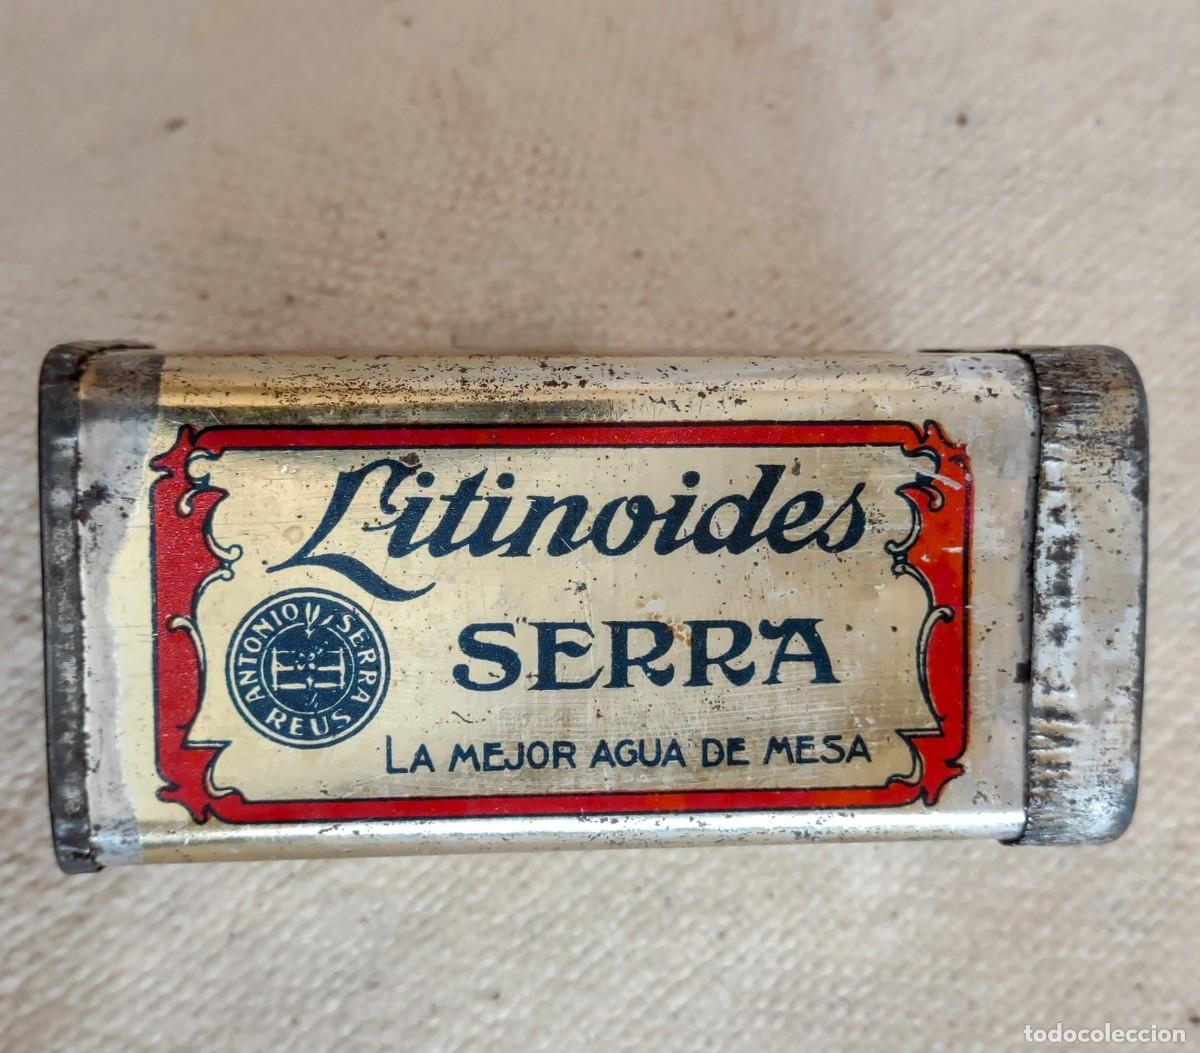 Litinoides
SERRA
ANTONIO SERRA
REUS
LA MEJOR AGUA DE MESA
todocoleccion